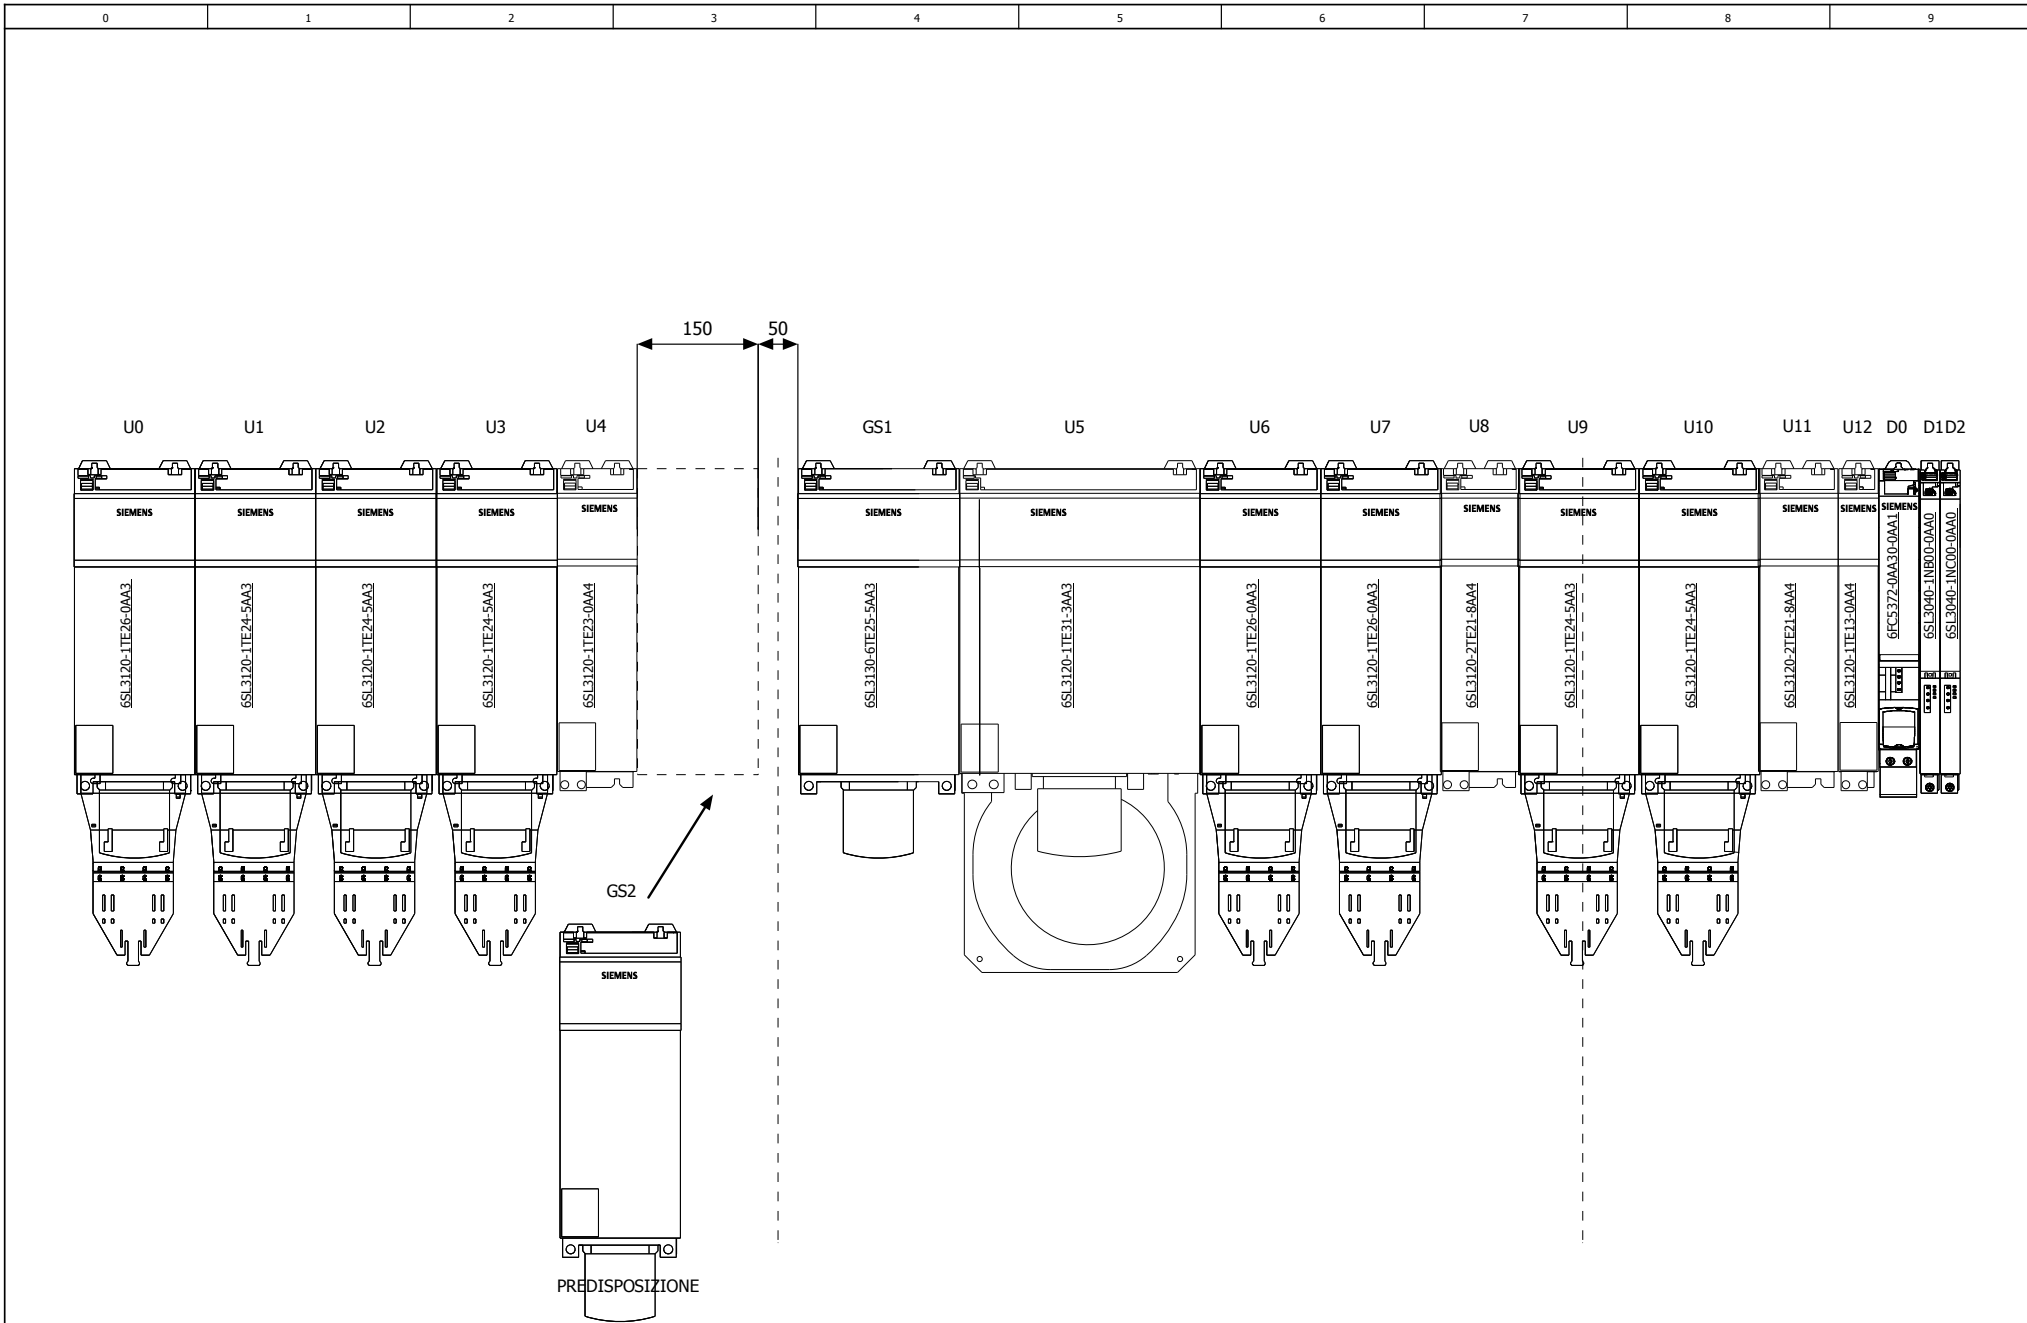 0 1 2 3 4 5 6 7 8 9
150 50
U0 U1 U2 U3 U4 GS1 U5 U6 U7 U8 U9 U10 U11 U12 D0 D1 D2
SIEMENS SIEMENS SIEMENS SIEMENS SIEMENS SIEMENS SIEMENS SIEMENS SIEMENS SIEMENS SIEMENS SIEMENS SIEMENS SIEMENS SIEMENS
6SL3120-1TE26-0AA3
6SL3120-1TE24-5AA3
6SL3120-1TE24-5AA3
6SL3120-1TE24-5AA3
6SL3120-1TE23-0AA4
6SL3130-6TE25-5AA3
6SL3120-1TE31-3AA3
6SL3120-1TE26-0AA3
6SL3120-1TE26-0AA3
6SL3120-2TE21-8AA4
6SL3120-1TE24-5AA3
6SL3120-1TE24-5AA3
6SL3120-2TE21-8AA4
6SL3120-1TE13-0AA4
6FC5372-0AA30-0AA1
6SL3040-1NB00-0AA0
6SL3040-1NC00-0AA0
GS2
SIEMENS
PREDISPOSIZIONE